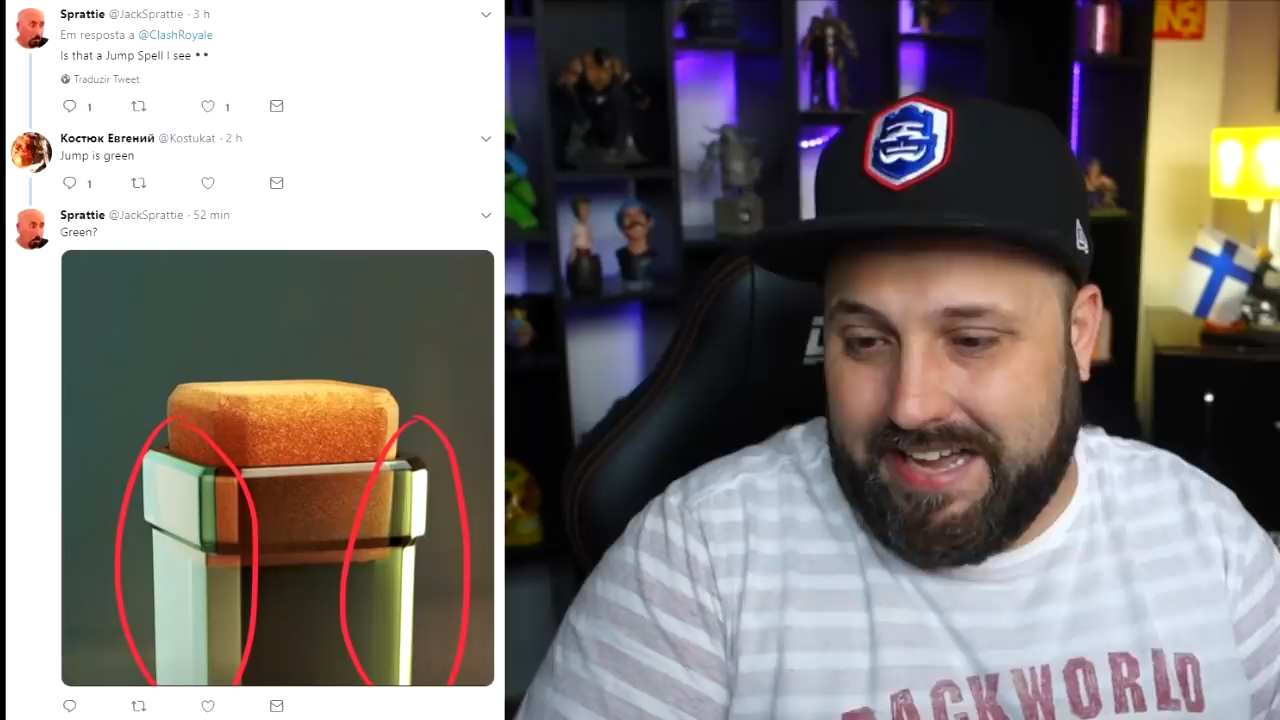 Sprattie @JackSprattie · 3 h
Em resposta a @ClashRoyale
Is that a Jump Spell I see 👀
Traduzir Tweet
1
1
Костюк Евгений @Kostukat · 2 h
Jump is green
1
Sprattie @JackSprattie · 52 min
Green?
NS!
ACKWORLD